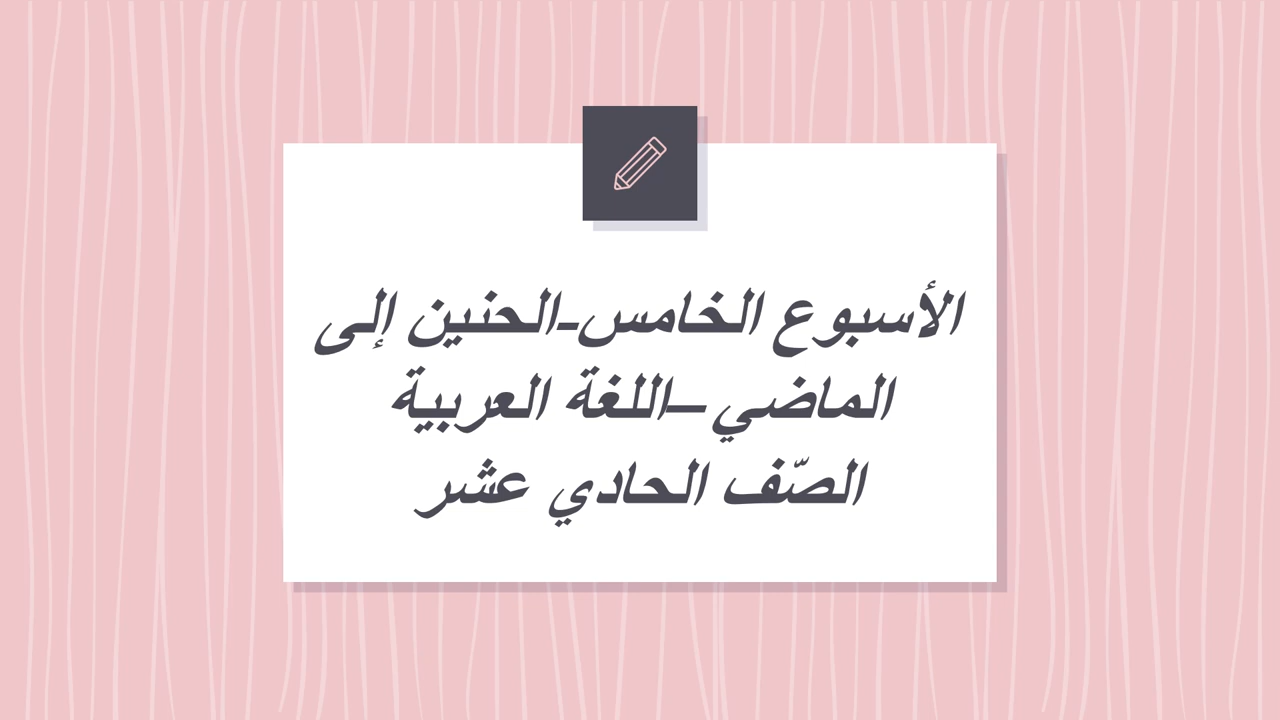 الأسبوع الخامس-الحنين إلى
الماضي –اللغة العربية
الصّف الحادي عشر